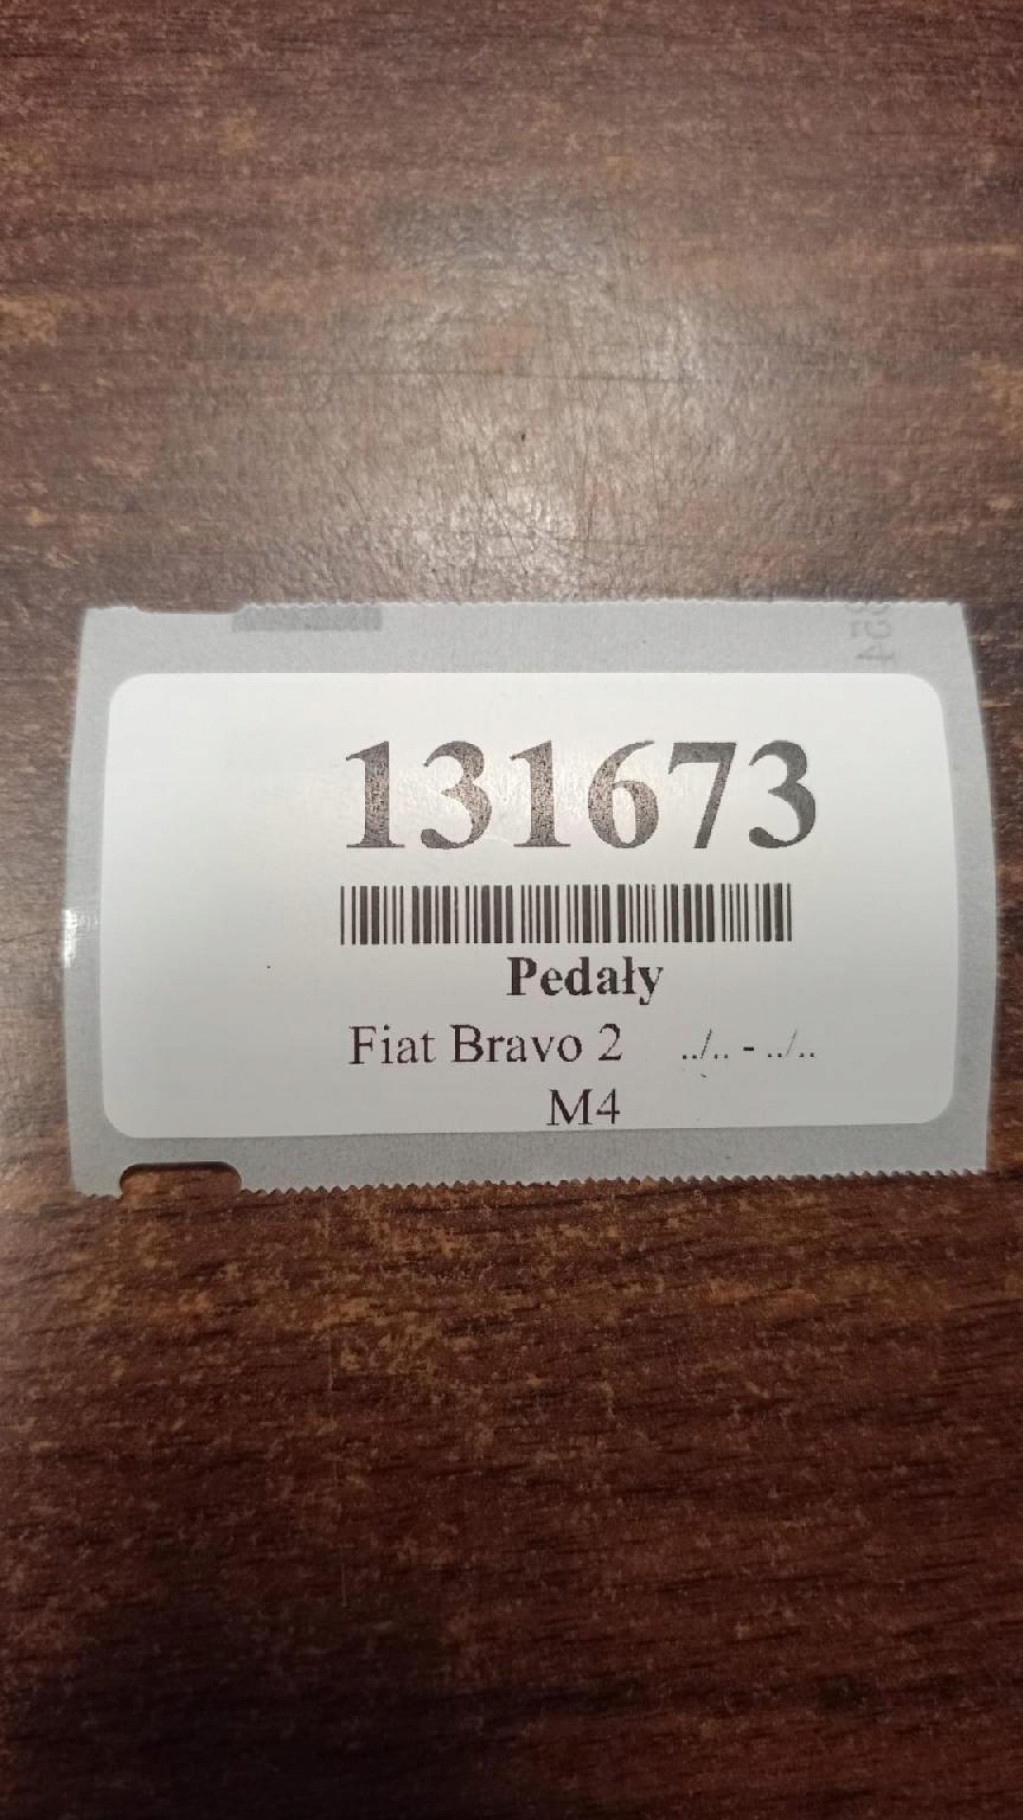 131673
Pedały
Fiat Bravo 2 ../.. - ../..
M4